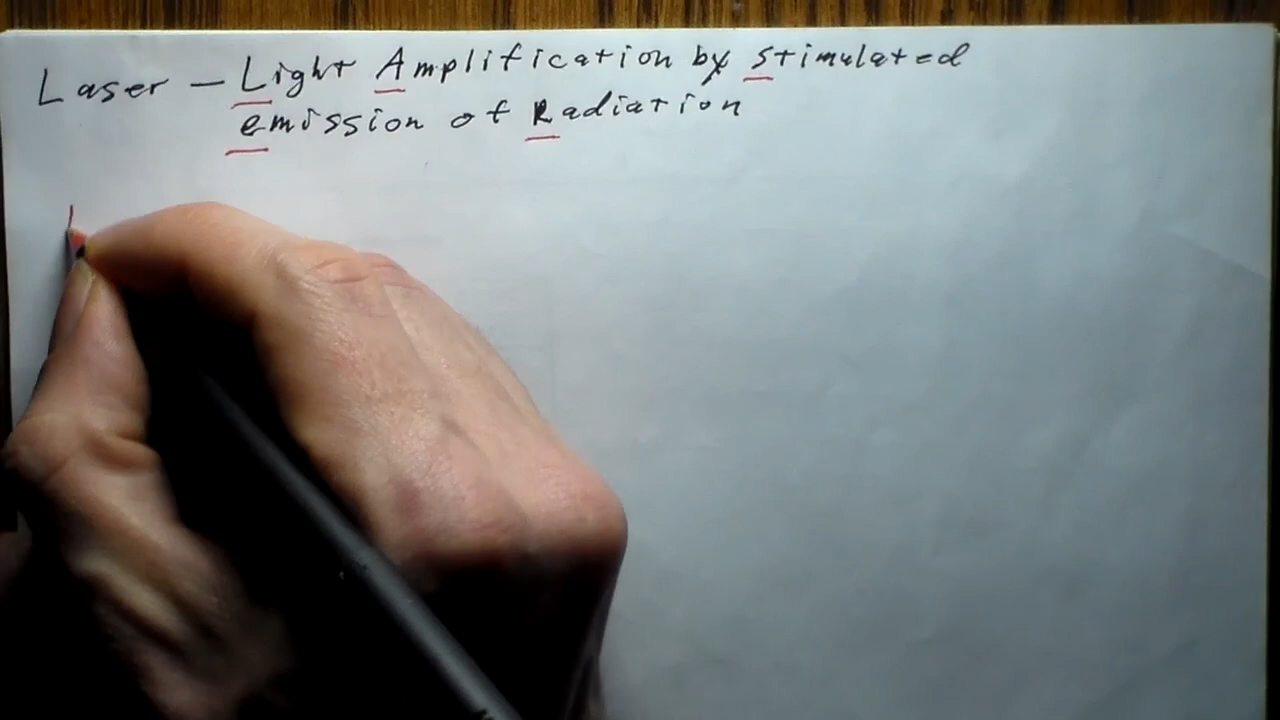 Laser – Light Amplification by stimulated
emission of Radiation